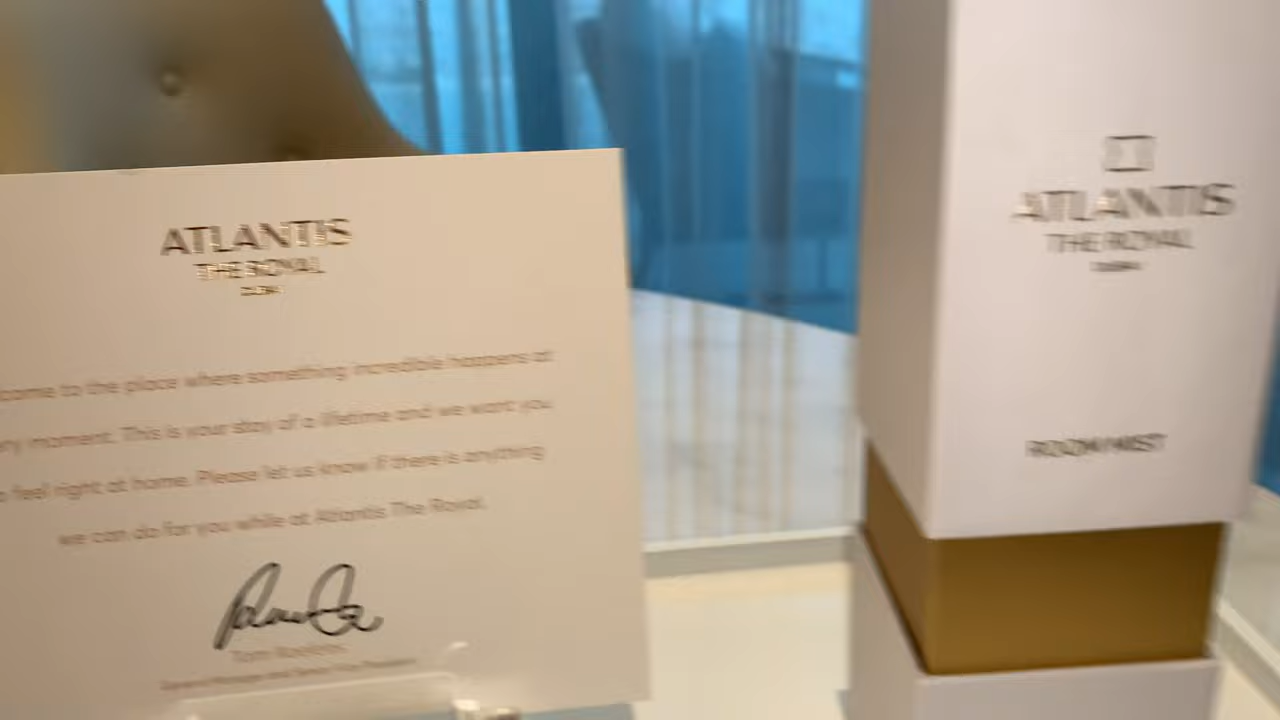 ATLANTIS
THE ROYAL
DUBAI
come to the place where something incredible happens at
ry moment. This is your stay of a lifetime and we want you
o feel right at home. Please let us know if there is anything
we can do for you while at Atlantis The Royal.
ATLANTIS
THE ROYAL
DUBAI
ROOM MIST